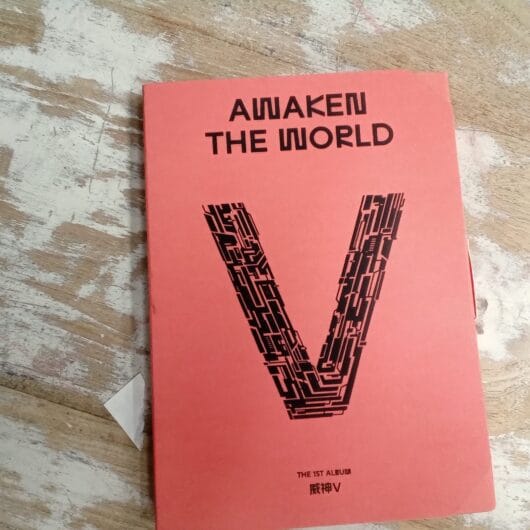 AWAKEN
THE WORLD
V
THE 1ST ALBUM
威神V